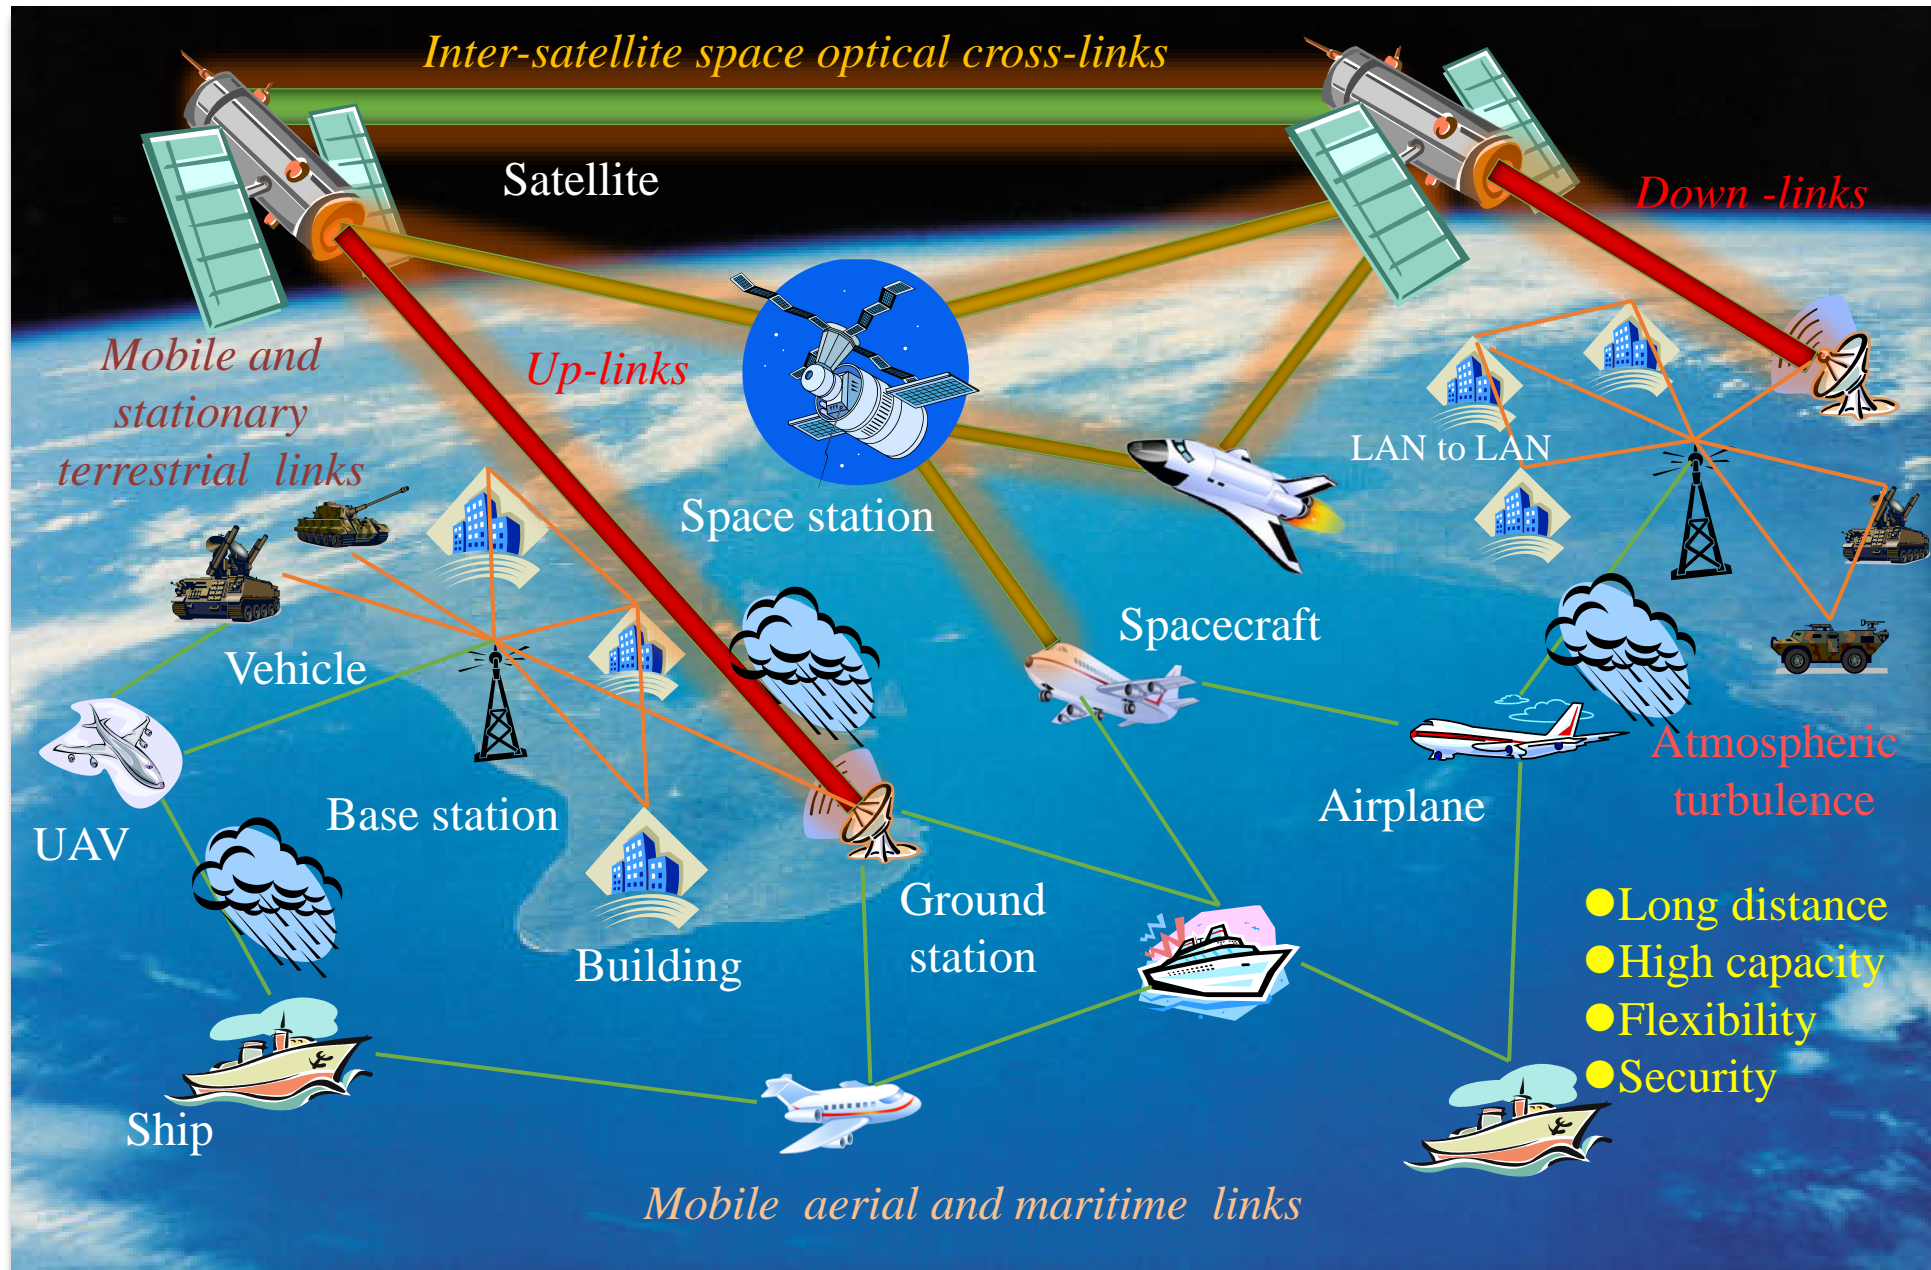 Inter-satellite space optical cross-links
Satellite
Down -links
Mobile and
stationary
terrestrial  links
Up-links
LAN to LAN
Space station
Spacecraft
Vehicle
Atmospheric
turbulence
Base station
Airplane
UAV
Ground
station
Building
●Long distance
●High capacity
●Flexibility
●Security
Ship
Mobile  aerial and maritime  links